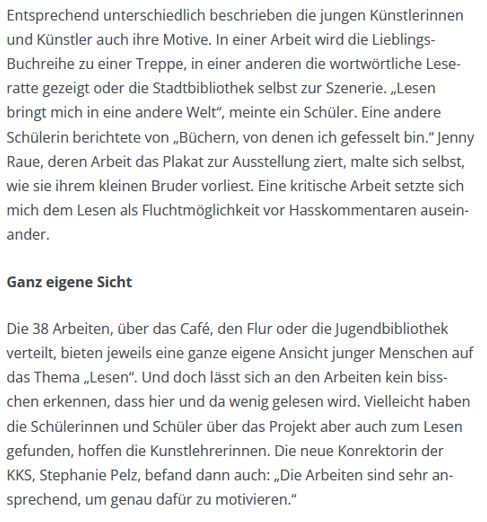 Entsprechend unterschiedlich beschrieben die jungen Künstlerinnen
und Künstler auch ihre Motive. In einer Arbeit wird die Lieblings-
Buchreihe zu einer Treppe, in einer anderen die wortwörtliche Lese-
ratte gezeigt oder die Stadtbibliothek selbst zur Szenerie. „Lesen
bringt mich in eine andere Welt“, meinte ein Schüler. Eine andere
Schülerin berichtete von „Büchern, von denen ich gefesselt bin.“ Jenny
Raue, deren Arbeit das Plakat zur Ausstellung ziert, malte sich selbst,
wie sie ihrem kleinen Bruder vorliest. Eine kritische Arbeit setzte sich
mich dem Lesen als Fluchtmöglichkeit vor Hasskommentaren ausein-
ander.
Ganz eigene Sicht
Die 38 Arbeiten, über das Café, den Flur oder die Jugendbibliothek
verteilt, bieten jeweils eine ganze eigene Ansicht junger Menschen auf
das Thema „Lesen“. Und doch lässt sich an den Arbeiten kein biss-
chen erkennen, dass hier und da wenig gelesen wird. Vielleicht haben
die Schülerinnen und Schüler über das Projekt aber auch zum Lesen
gefunden, hoffen die Kunstlehrerinnen. Die neue Konrektorin der
KKS, Stephanie Pelz, befand dann auch: „Die Arbeiten sind sehr an-
sprechend, um genau dafür zu motivieren.“